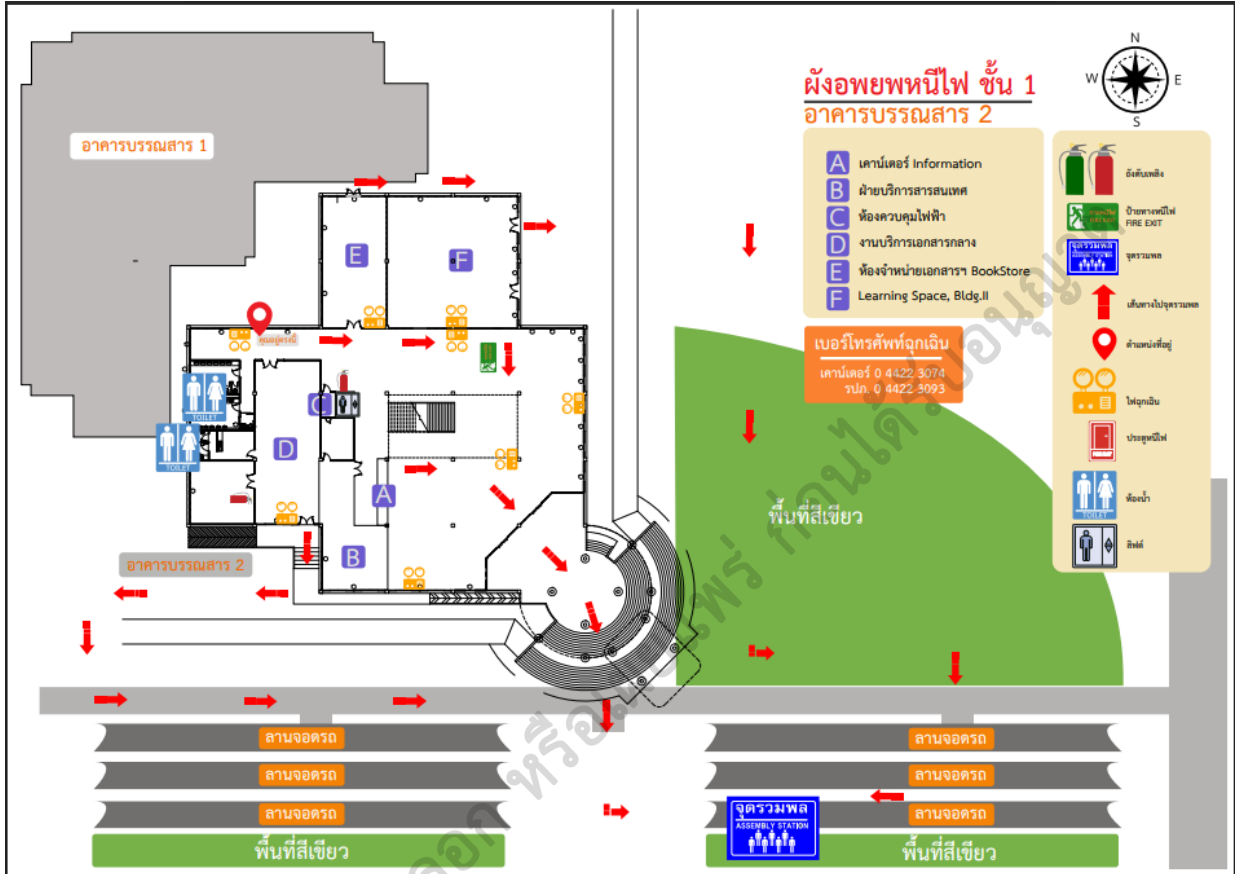 N
W
E
S
ผังอพยพหนีไฟ ชั้น 1
อาคารบรรณสาร 2
อาคารบรรณสาร 1
A
เคาน์เตอร์ Information
B
ฝ่ายบริการสารสนเทศ
C
ห้องควบคุมไฟฟ้า
D
งานบริการเอกสารกลาง
E
ห้องจำหน่ายเอกสารฯ BookStore
F
Learning Space, Bldg.II
เบอร์โทรศัพท์ฉุกเฉิน
เคาน์เตอร์ 0 4422 3074
รปภ. 0 4422 3093
ถังดับเพลิง
ป้ายทางหนีไฟ
FIRE EXIT
จุดรวมพล
จุดรวมพล
เส้นทางไปจุดรวมพล
ตำแหน่งที่อยู่
ไฟฉุกเฉิน
ประตูหนีไฟ
TOILET
ห้องน้ำ
ลิฟต์
E
F
คุณอยู่ตรงนี้
TOILET
TOILET
C
D
A
B
อาคารบรรณสาร 2
พื้นที่สีเขียว
ลานจอดรถ
ลานจอดรถ
ลานจอดรถ
พื้นที่สีเขียว
ลานจอดรถ
ลานจอดรถ
ลานจอดรถ
จุดรวมพล
ASSEMBLY STATION
พื้นที่สีเขียว